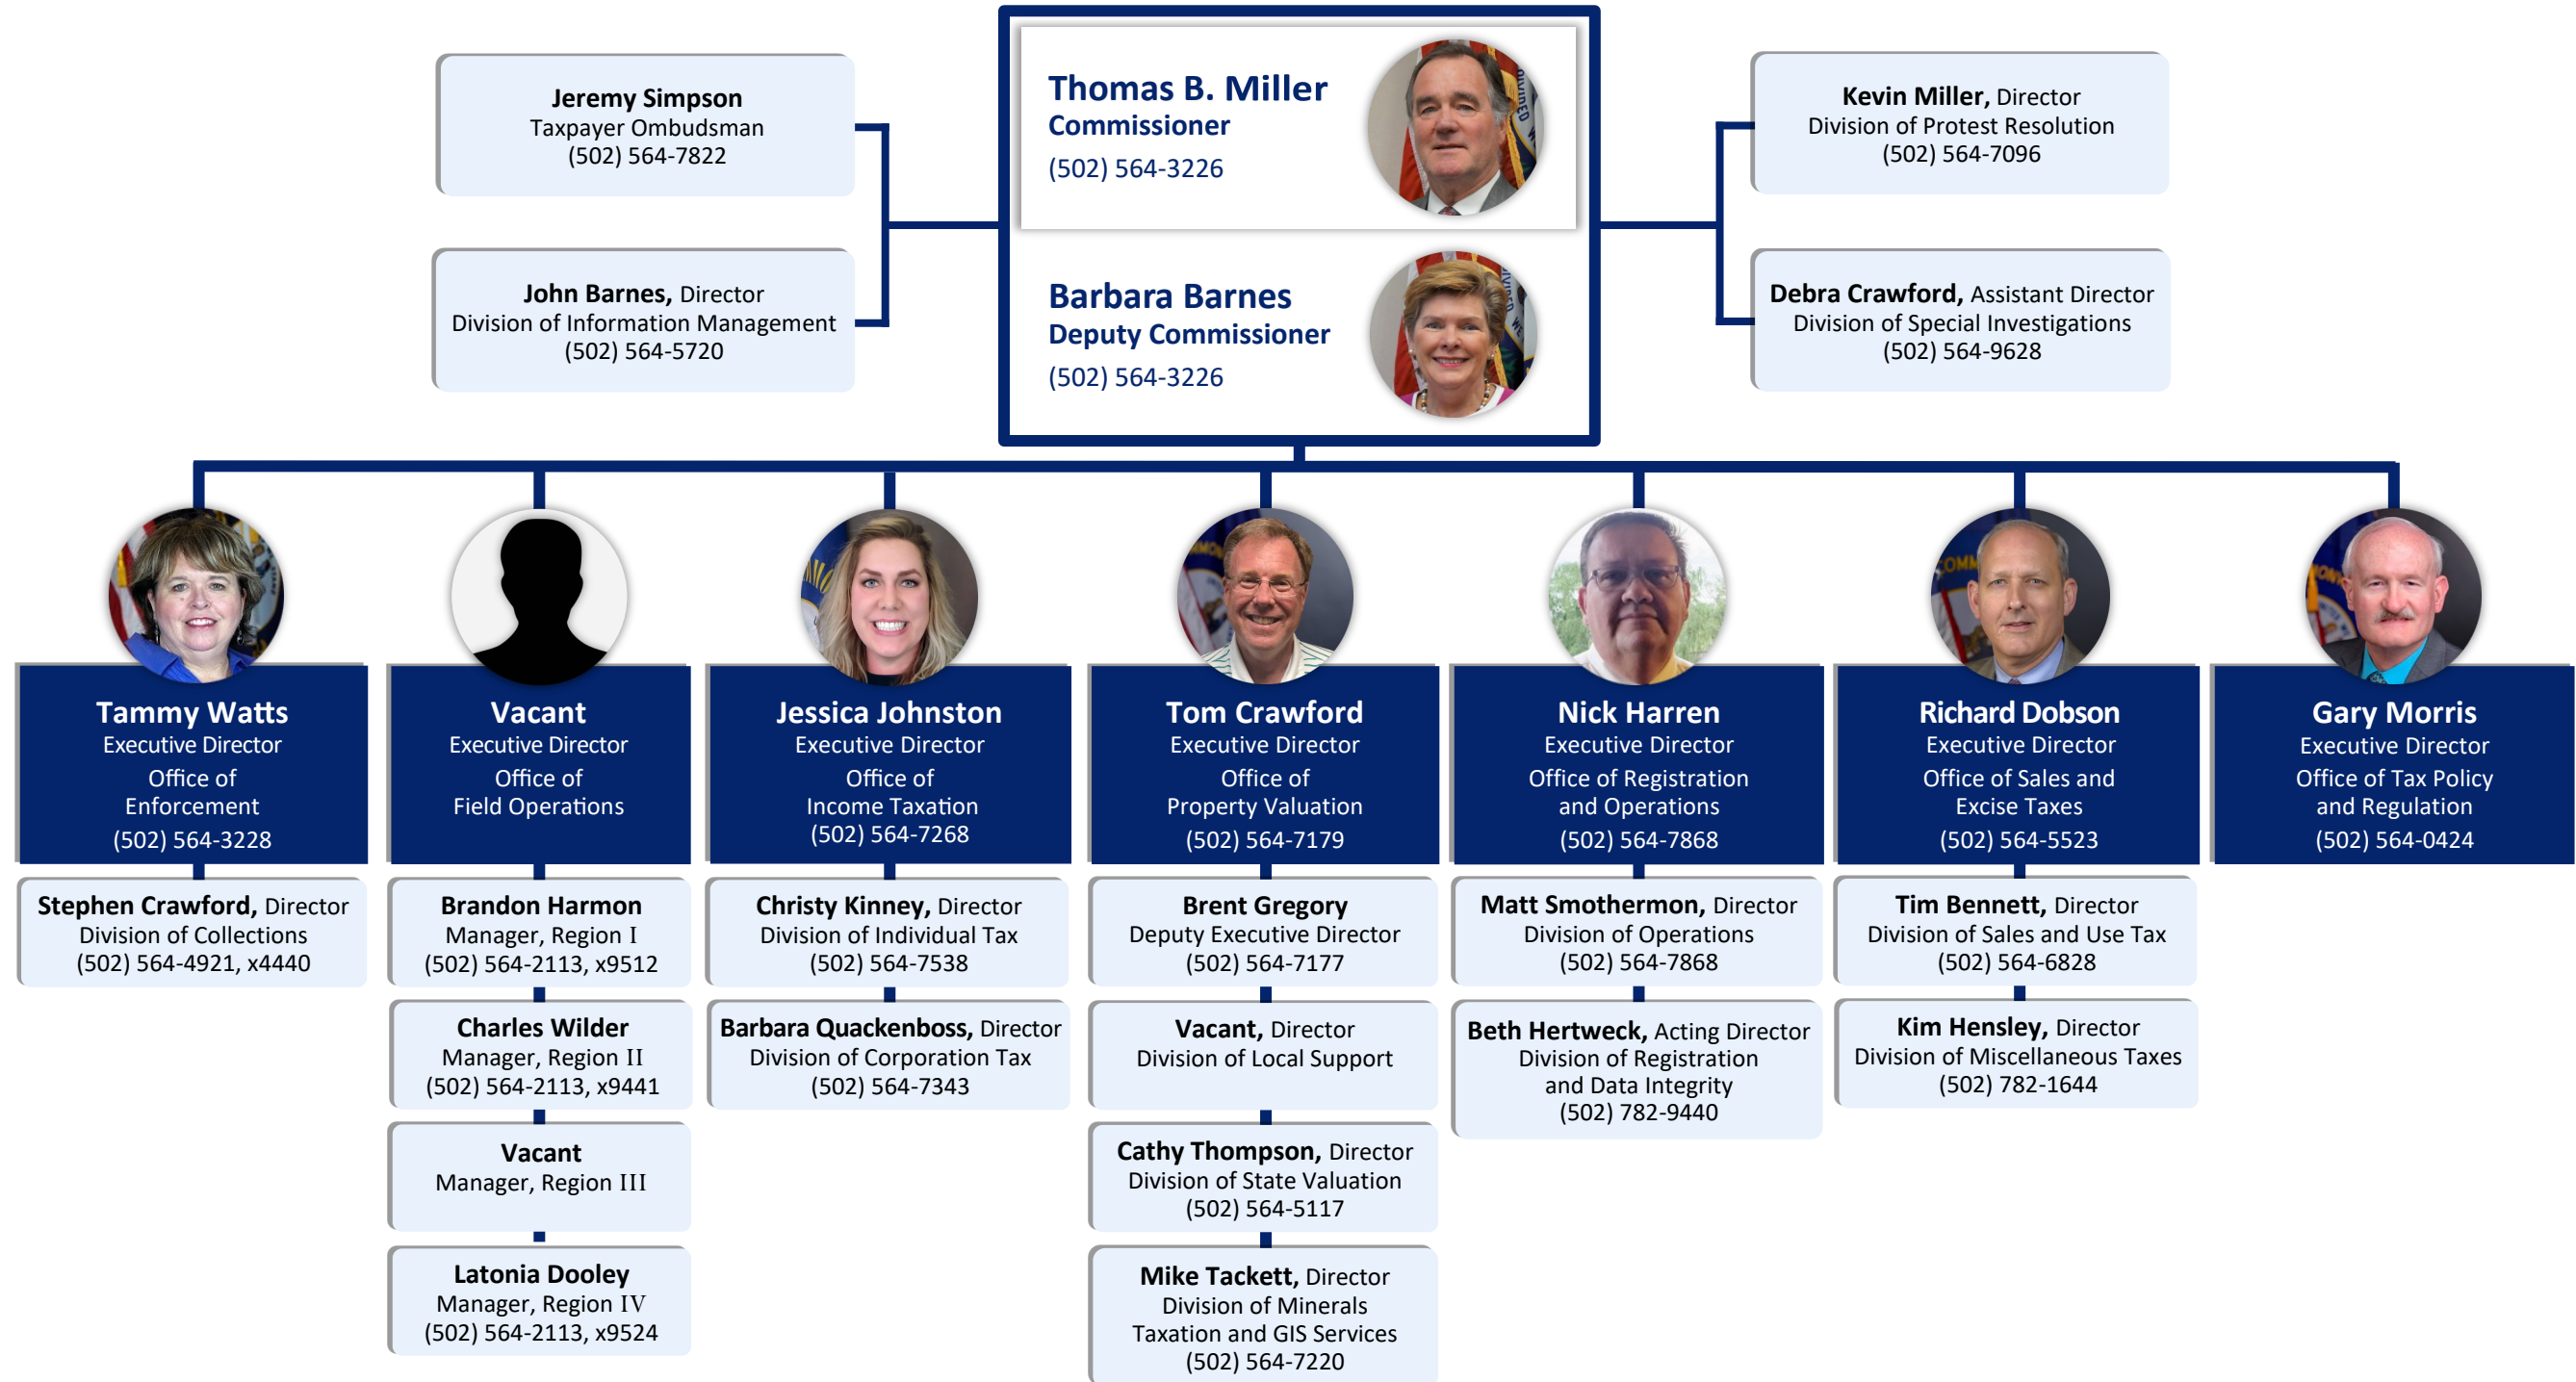 Jeremy Simpson
Taxpayer Ombudsman
(502) 564-7822
John Barnes, Director
Division of Information Management
(502) 564-5720
Thomas B. Miller
Commissioner
(502) 564-3226
Barbara Barnes
Deputy Commissioner
(502) 564-3226
Kevin Miller, Director
Division of Protest Resolution
(502) 564-7096
Debra Crawford, Assistant Director
Division of Special Investigations
(502) 564-9628
Tammy Watts
Executive Director
Office of
Enforcement
(502) 564-3228
Stephen Crawford, Director
Division of Collections
(502) 564-4921, x4440
Vacant
Executive Director
Office of
Field Operations
Brandon Harmon
Manager, Region I
(502) 564-2113, x9512
Charles Wilder
Manager, Region II
(502) 564-2113, x9441
Vacant
Manager, Region III
Latonia Dooley
Manager, Region IV
(502) 564-2113, x9524
Jessica Johnston
Executive Director
Office of
Income Taxation
(502) 564-7268
Christy Kinney, Director
Division of Individual Tax
(502) 564-7538
Barbara Quackenboss, Director
Division of Corporation Tax
(502) 564-7343
Tom Crawford
Executive Director
Office of
Property Valuation
(502) 564-7179
Brent Gregory
Deputy Executive Director
(502) 564-7177
Vacant, Director
Division of Local Support
Cathy Thompson, Director
Division of State Valuation
(502) 564-5117
Mike Tackett, Director
Division of Minerals
Taxation and GIS Services
(502) 564-7220
Nick Harren
Executive Director
Office of Registration
and Operations
(502) 564-7868
Matt Smothermon, Director
Division of Operations
(502) 564-7868
Beth Hertweck, Acting Director
Division of Registration
and Data Integrity
(502) 782-9440
Richard Dobson
Executive Director
Office of Sales and
Excise Taxes
(502) 564-5523
Tim Bennett, Director
Division of Sales and Use Tax
(502) 564-6828
Kim Hensley, Director
Division of Miscellaneous Taxes
(502) 782-1644
Gary Morris
Executive Director
Office of Tax Policy
and Regulation
(502) 564-0424